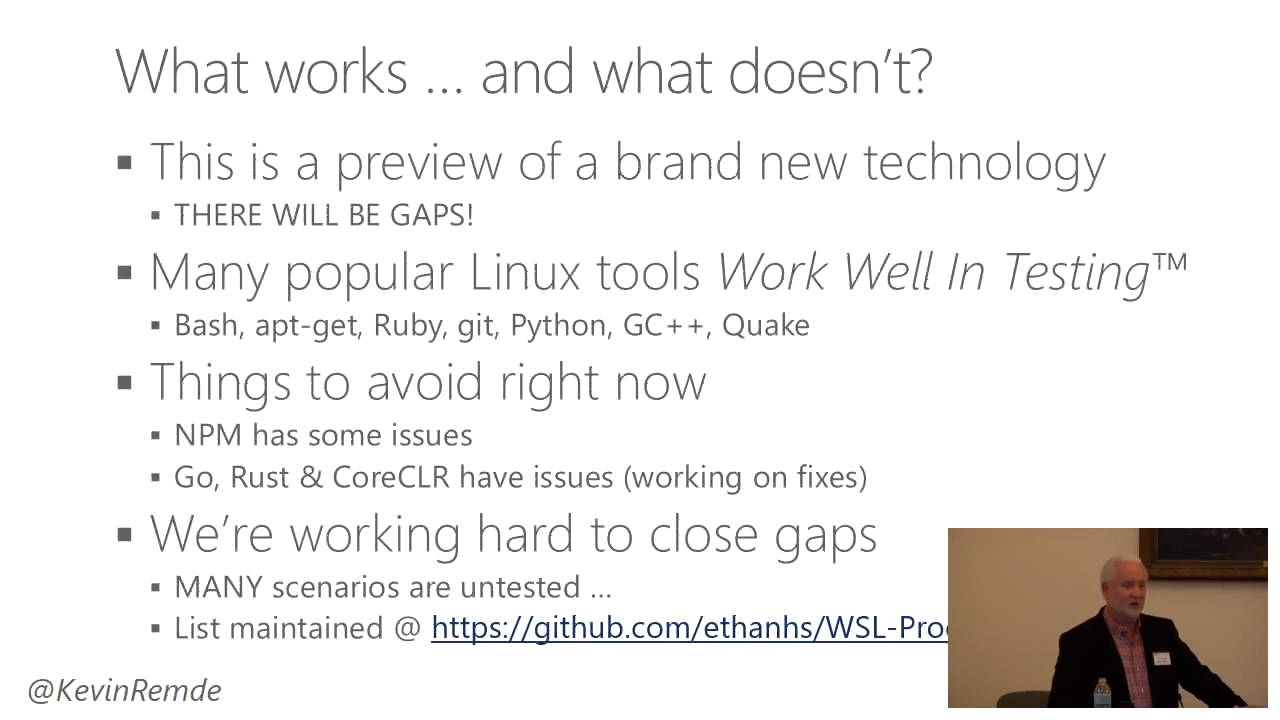 What works ... and what doesn't?
▪ This is a preview of a brand new technology
▪ THERE WILL BE GAPS!
▪ Many popular Linux tools Work Well In Testing™
▪ Bash, apt-get, Ruby, git, Python, GC++, Quake
▪ Things to avoid right now
▪ NPM has some issues
▪ Go, Rust & CoreCLR have issues (working on fixes)
▪ We're working hard to close gaps
▪ MANY scenarios are untested ...
▪ List maintained @ https://github.com/ethanhs/WSL-Pro
@KevinRemde